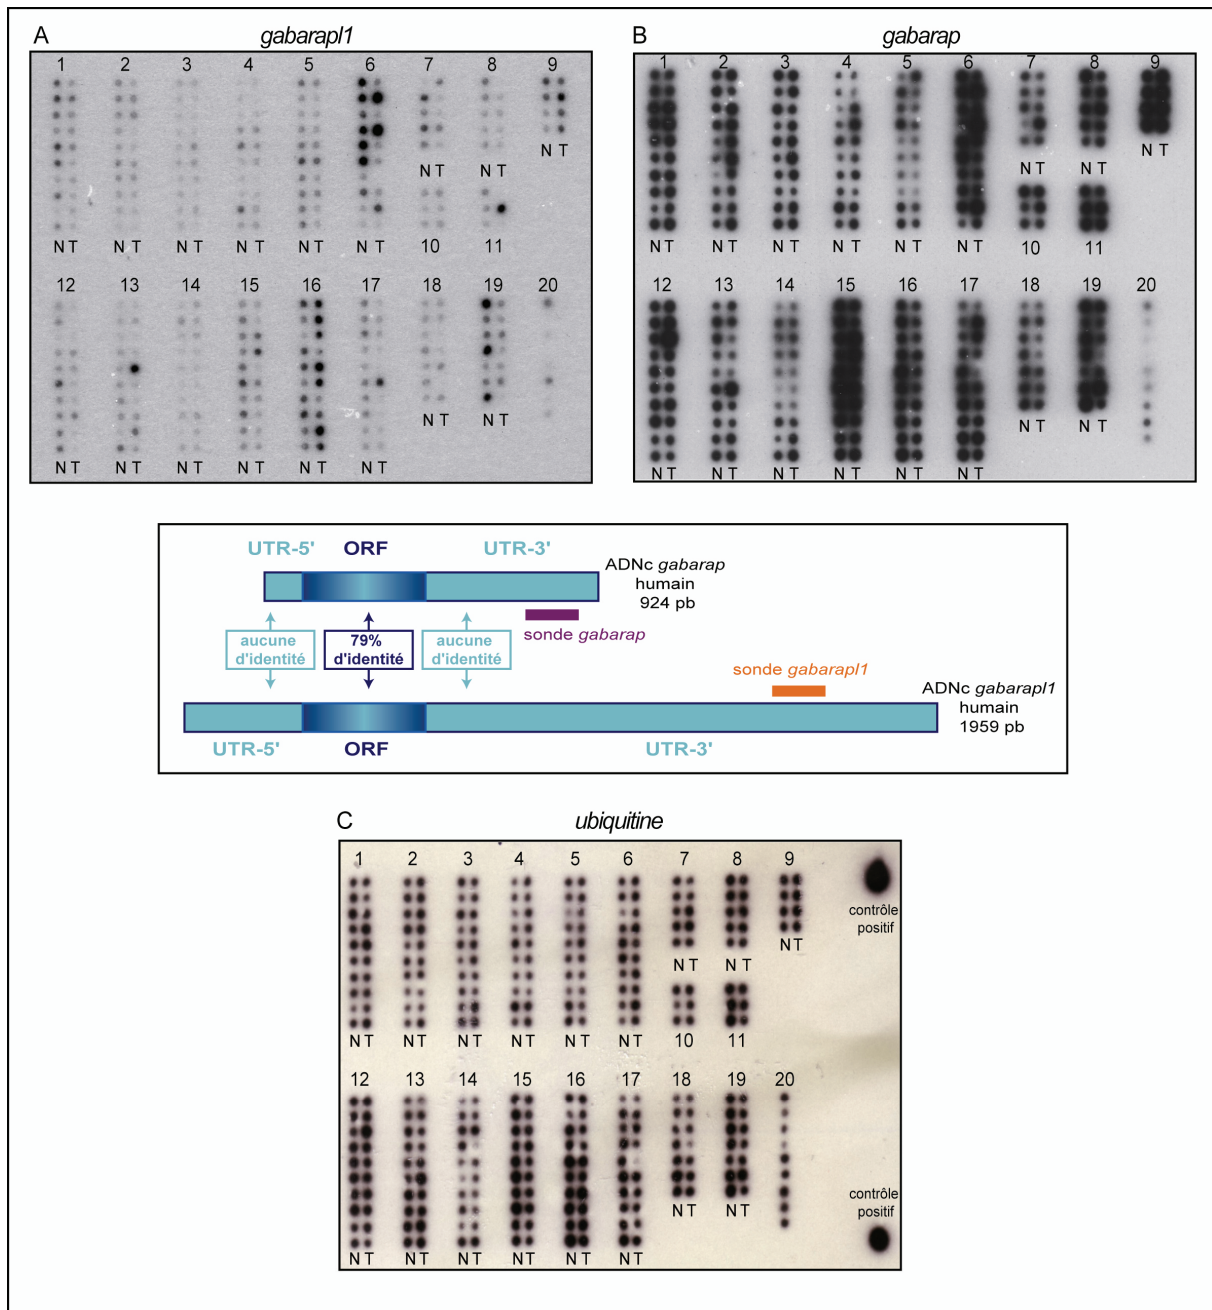 A
gabarapl1
1 2 3 4 5 6 7 8 9
N T
N T N T
N T N T N T N T N T N T 10 11
12 13 14 15 16 17 18 19 20
N T N T
N T N T N T N T N T N T
B
gabarap
1 2 3 4 5 6 7 8 9
N T
N T N T
N T N T N T N T N T N T
10 11
12 13 14 15 16 17 18 19 20
N T N T
N T N T N T N T N T N T
UTR-5' ORF UTR-3'
ADNc gabarap
humain
924 pb
sonde gabarap
aucune
d'identité
79%
d'identité
aucune
d'identité
sonde gabarapl1
ADNc gabarapl1
humain
1959 pb
UTR-5' ORF UTR-3'
C
ubiquitine
1 2 3 4 5 6 7 8 9
contrôle
positif
N T
N T N T
N T N T N T N T N T N T 10 11
12 13 14 15 16 17 18 19 20
contrôle
positif
N T N T
N T N T N T N T N T N T